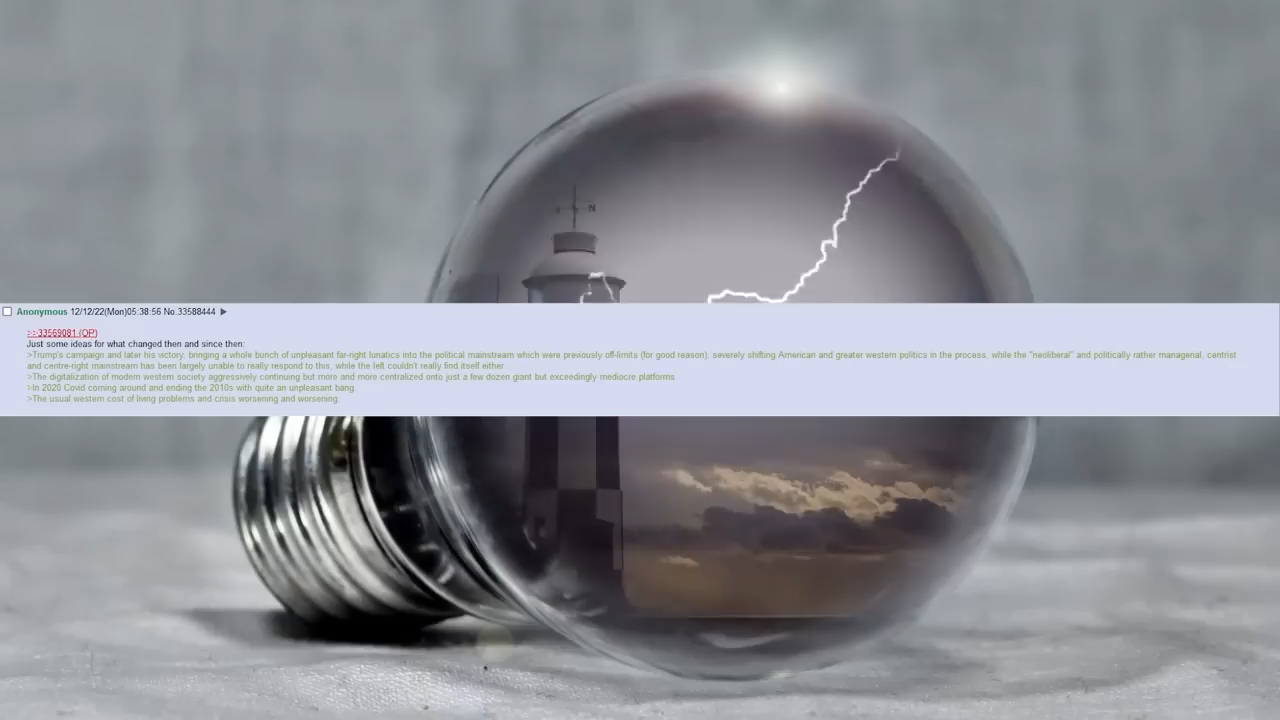 Anonymous 12/12/22(Mon)05:38:56 No.33588444 ▶
>>33569081 (OP)
Just some ideas for what changed then and since then:
>Trump's campaign and later his victory, bringing a whole bunch of unpleasant far-right lunatics into the political mainstream which were previously off-limits (for good reason), severely shifting American and greater western politics in the process, while the "neoliberal" and politically rather managerial, centrist
and centre-right mainstream has been largely unable to really respond to this, while the left couldn't really find itself either.
>The digitalization of modern western society aggressively continuing but more and more centralized onto just a few dozen giant but exceedingly mediocre platforms.
>In 2020 Covid coming around and ending the 2010s with quite an unpleasant bang.
>The usual western cost of living problems and crisis worsening and worsening.
N